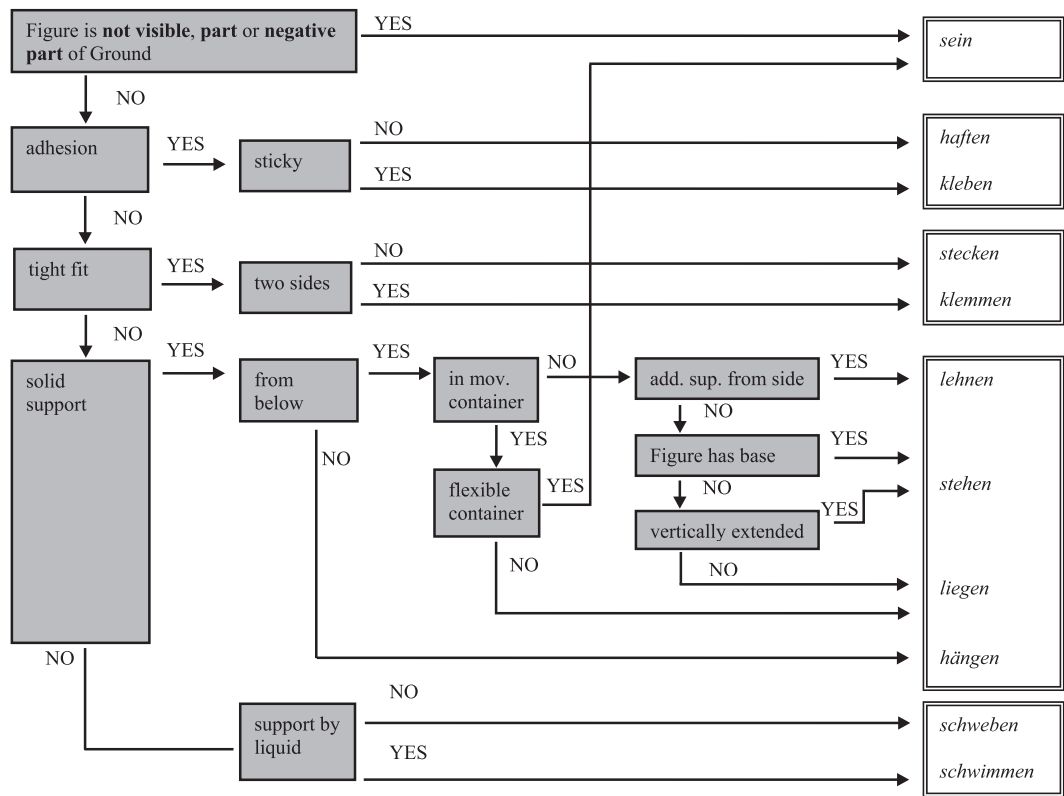 Figure is not visible, part or negative
part of Ground
YES
sein
NO
adhesion
YES
sticky
NO
haften
YES
kleben
NO
tight fit
YES
two sides
NO
stecken
YES
klemmen
NO
solid
support
YES
from
below
YES
in mov.
container
NO
add. sup. from side
YES
lehnen
NO
YES
Figure has base
YES
stehen
NO
flexible
container
YES
NO
vertically extended
YES
NO
NO
liegen
NO
hängen
NO
support by
liquid
NO
schweben
YES
schwimmen